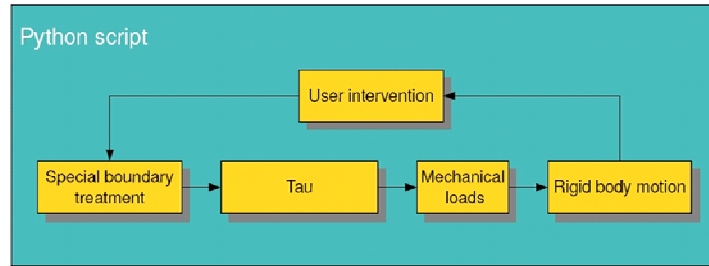 Python script
User intervention
Special boundary
treatment
Tau
Mechanical
loads
Rigid body motion